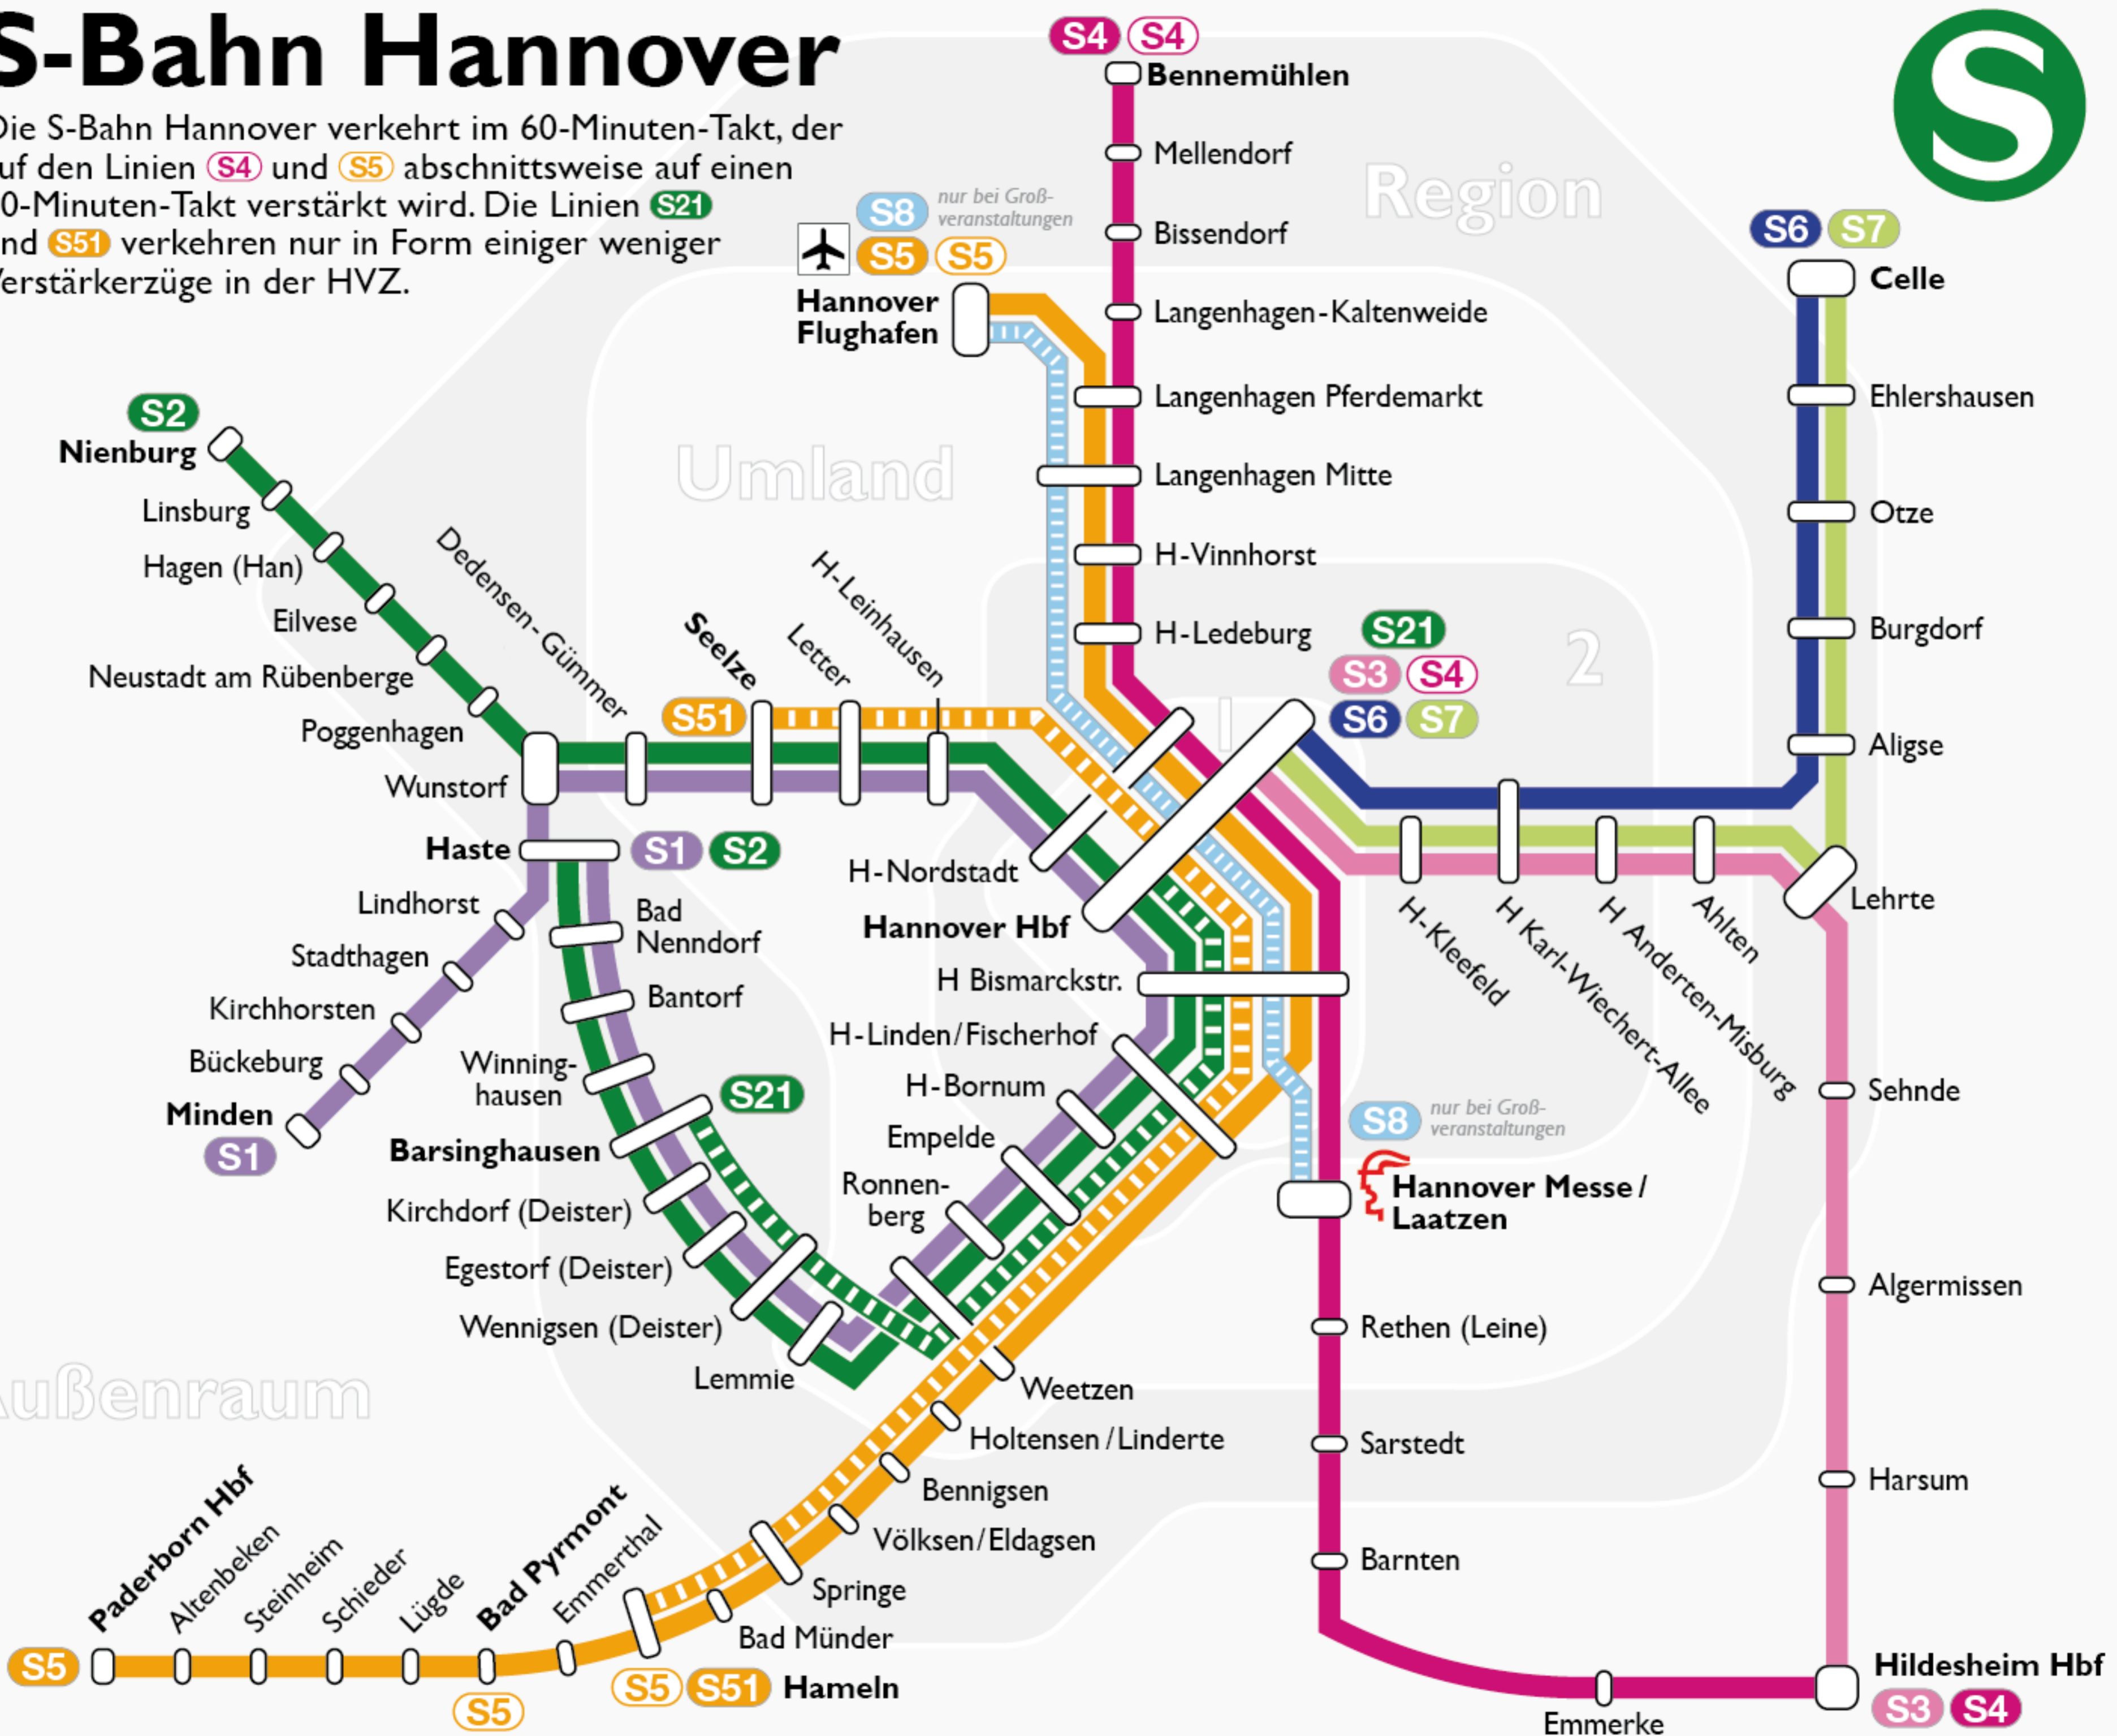 S-Bahn Hannover
Die S-Bahn Hannover verkehrt im 60-Minuten-Takt, der
uf den Linien S4 und S5 abschnittsweise auf einen
0-Minuten-Takt verstärkt wird. Die Linien S21
nd S51 verkehren nur in Form einiger weniger
erstärkerzüge in der HVZ.
S
S4 S4
Bennemühlen
Mellendorf
Bissendorf
Langenhagen-Kaltenweide
Langenhagen Pferdemarkt
Langenhagen Mitte
H-Vinnhorst
H-Ledeburg
Region
Umland
2
1
Außenraum
S8 nur bei Groß-
veranstaltungen
S5 S5
Hannover
Flughafen
S6 S7
Celle
Ehlershausen
Otze
Burgdorf
Aligse
Lehrte
Sehnde
Algermissen
Harsum
Hildesheim Hbf
S3 S4
S2
Nienburg
Linsburg
Hagen (Han)
Eilvese
Neustadt am Rübenberge
Poggenhagen
Wunstorf
Dedensen-Gümmer
Seelze
S51
Letter
H-Leinhausen
S21
S3 S4
S6 S7
H-Nordstadt
Hannover Hbf
H Bismarckstr.
H-Linden/Fischerhof
H-Bornum
Empelde
Ronnen-
berg
H-Kleefeld
H Karl-Wiechert-Allee
H Anderten-Misburg
Ahlten
Haste
S1 S2
Lindhorst
Stadthagen
Kirchhorsten
Bückeburg
Minden
S1
Bad
Nenndorf
Bantorf
Winning-
hausen
S21
Barsinghausen
Kirchdorf (Deister)
Egestorf (Deister)
Wennigsen (Deister)
Lemmie
S8 nur bei Groß-
veranstaltungen
Hannover Messe/
Laatzen
Rethen (Leine)
Sarstedt
Barnten
Emmerke
Weetzen
Holtensen/Linderte
Bennigsen
Völksen/Eldagsen
Springe
Bad Münder
S5 S51 Hameln
Emmerthal
Bad Pyrmont
S5
Lügde
Schieder
Steinheim
Altenbeken
Paderborn Hbf
S5